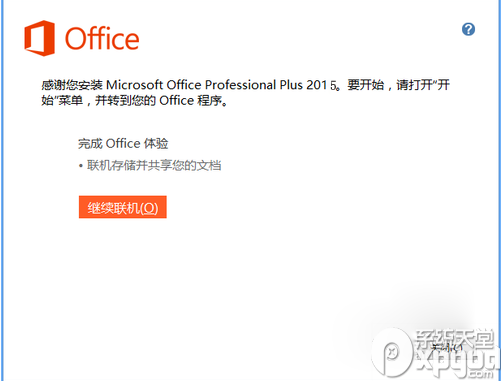 Office
?
感谢您安装 Microsoft Office Professional Plus 2015。要开始，请打开“开
始”菜单，并转到您的 Office 程序。
完成 Office 体验
• 联机存储并共享您的文档
继续联机(O)
系统天堂
xpgod